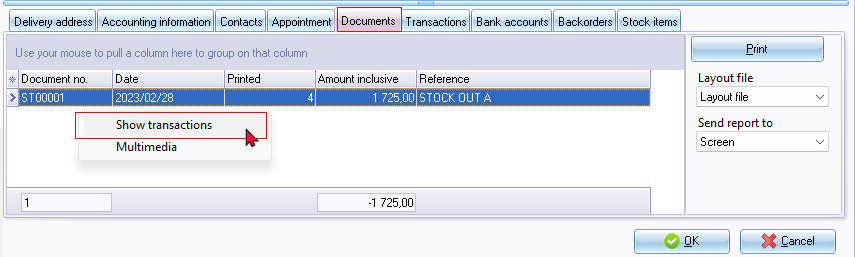 Delivery address Accounting information Contacts Appointment Documents Transactions Bank accounts Backorders Stock items
Use your mouse to pull a column here to group on that column
Document no. Date Printed Amount inclusive Reference
ST00001 2023/02/28 4 1 725,00 STOCK OUT A
Show transactions
Multimedia
1 -1 725,00
Print
Layout file
Layout file
Send report to
Screen
OK Cancel